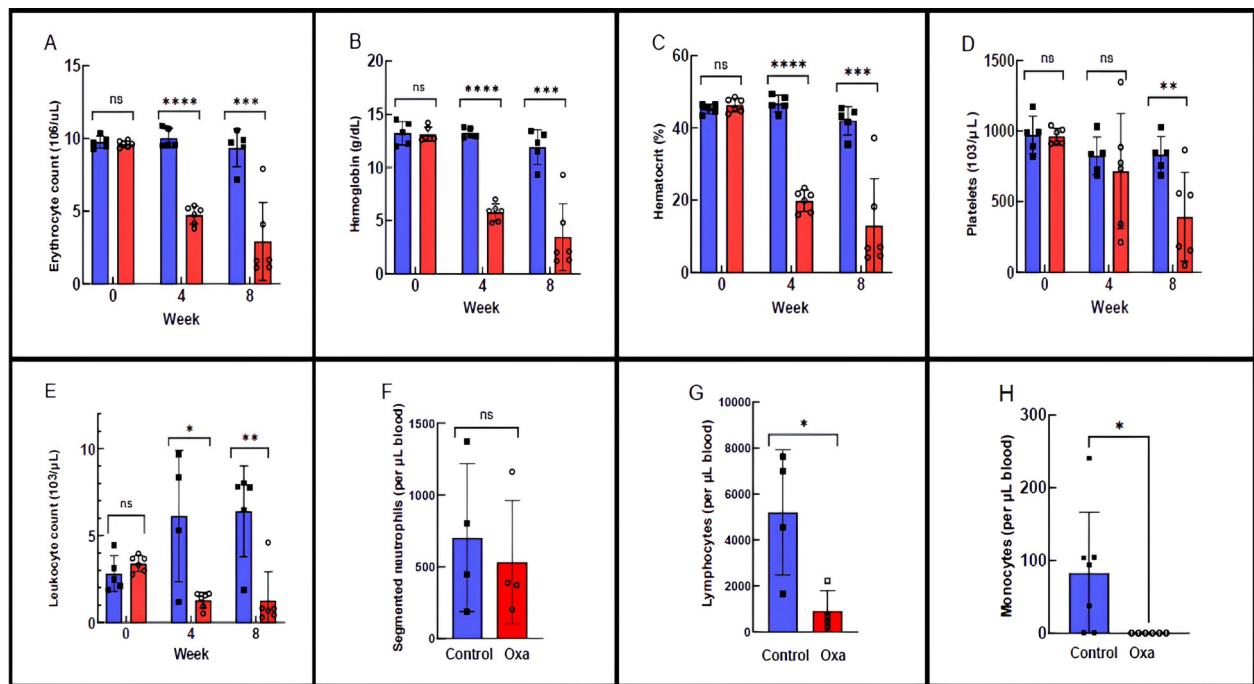 A
Erythrocyte count (106/uL)
15
10
5
0
ns
****
***
0 4 8
Week
B
Hemoglobin (g/dL)
20
15
10
5
0
ns
****
***
0 4 8
Week
C
Hematocrit (%)
60
40
20
0
ns
****
***
0 4 8
Week
D
Platelets (103/µL)
1500
1000
500
0
ns
ns
**
0 4 8
Week
E
Leukocyte count (103/µL)
10
5
0
ns
*
**
0 4 8
Week
F
Segmented neutrophils (per µL blood)
1500
1000
500
0
ns
Control Oxa
G
Lymphocytes (per µL blood)
10000
8000
6000
4000
2000
0
*
Control Oxa
H
Monocytes (per µL blood)
300
200
100
0
*
Control Oxa